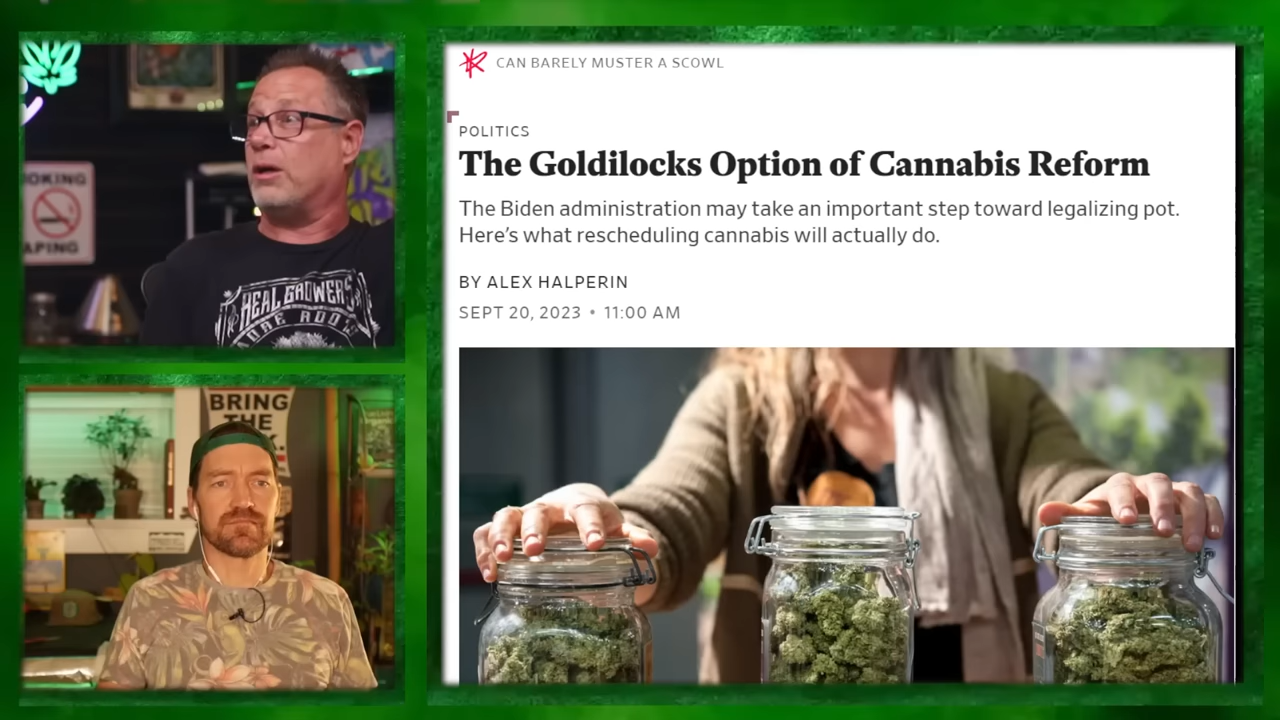 OKING
APING
REAL GROWERS
BRING
THE
CAN BARELY MUSTER A SCOWL
POLITICS
The Goldilocks Option of Cannabis Reform
The Biden administration may take an important step toward legalizing pot.
Here’s what rescheduling cannabis will actually do.
BY ALEX HALPERIN
SEPT 20, 2023 • 11:00 AM